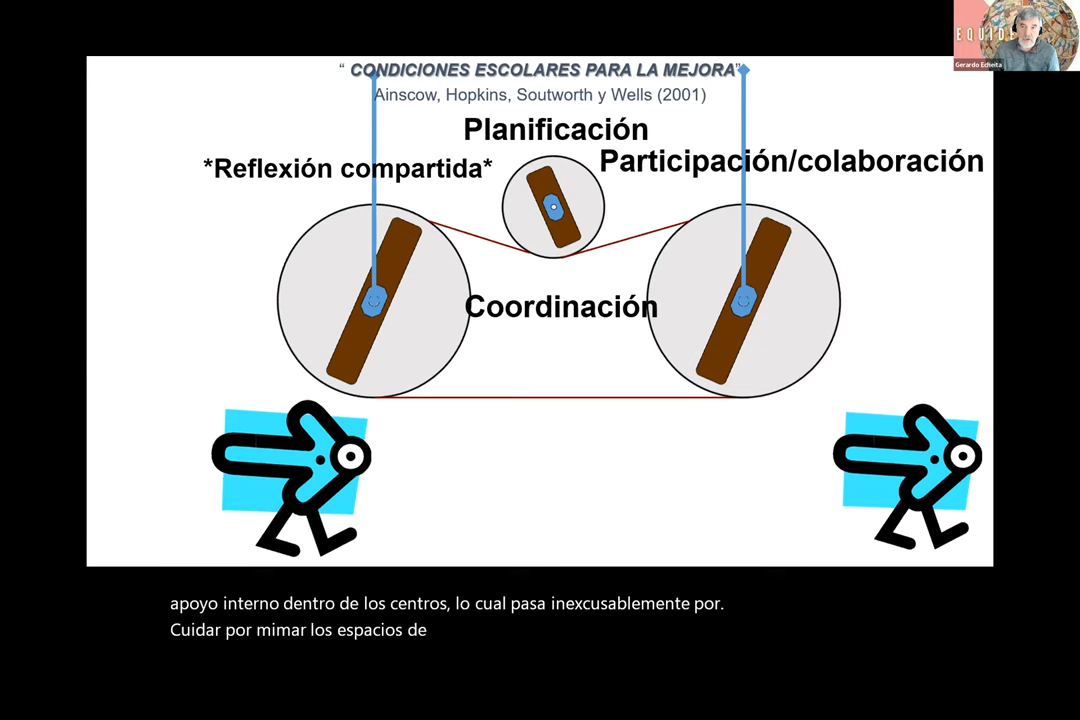 EQUID
Gerardo Echeita
“ CONDICIONES ESCOLARES PARA LA MEJORA”
Ainscow, Hopkins, Soutworth y Wells (2001)
Planificación
*Reflexión compartida*
Participación/colaboración
Coordinación
apoyo interno dentro de los centros, lo cual pasa inexcusablemente por.
Cuidar por mimar los espacios de